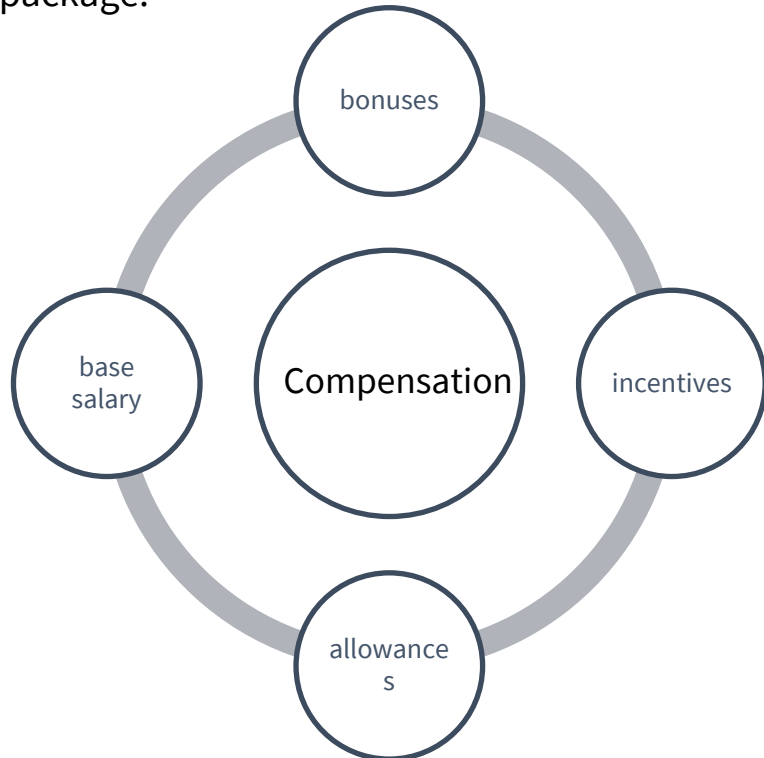 package.
bonuses
base
salary
Compensation
incentives
allowance
s